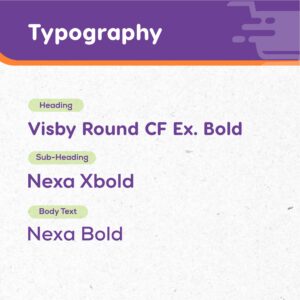 Typography
Heading
Visby Round CF Ex. Bold
Sub-Heading
Nexa Xbold
Body Text
Nexa Bold